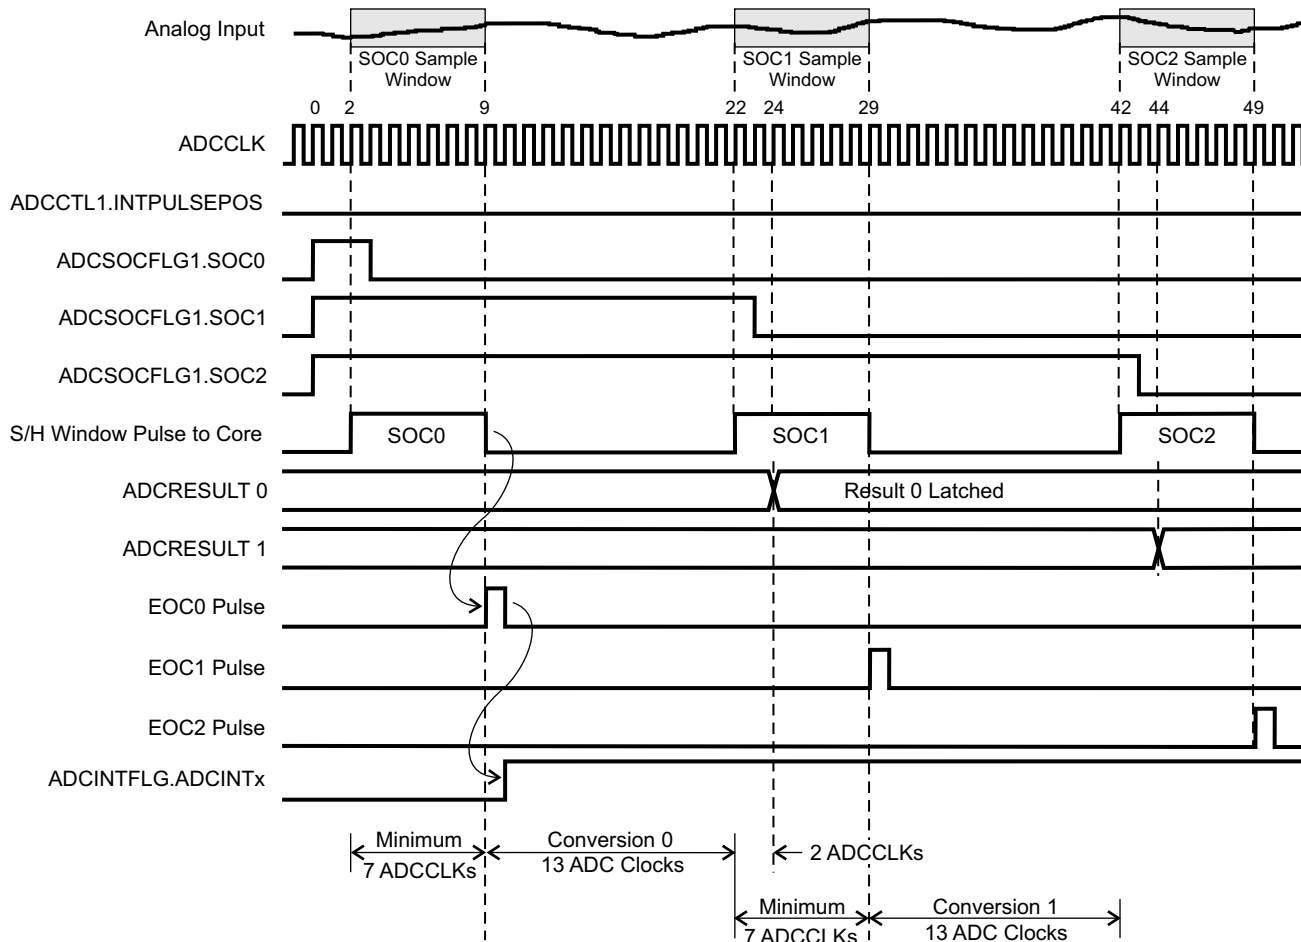 Analog Input
SOC0 Sample
Window
SOC1 Sample
Window
SOC2 Sample
Window
0 2 9 22 24 29 42 44 49
ADCCLK
ADCCTL1.INTPULSEPOS
ADCSOCFLG1.SOC0
ADCSOCFLG1.SOC1
ADCSOCFLG1.SOC2
S/H Window Pulse to Core SOC0 SOC1 SOC2
ADCRESULT 0 Result 0 Latched
ADCRESULT 1
EOC0 Pulse
EOC1 Pulse
EOC2 Pulse
ADCINTFLG.ADCINTx
Minimum
7 ADCCLKs
Conversion 0
13 ADC Clocks
2 ADCCLKs
Minimum
7 ADCCLKs
Conversion 1
13 ADC Clocks